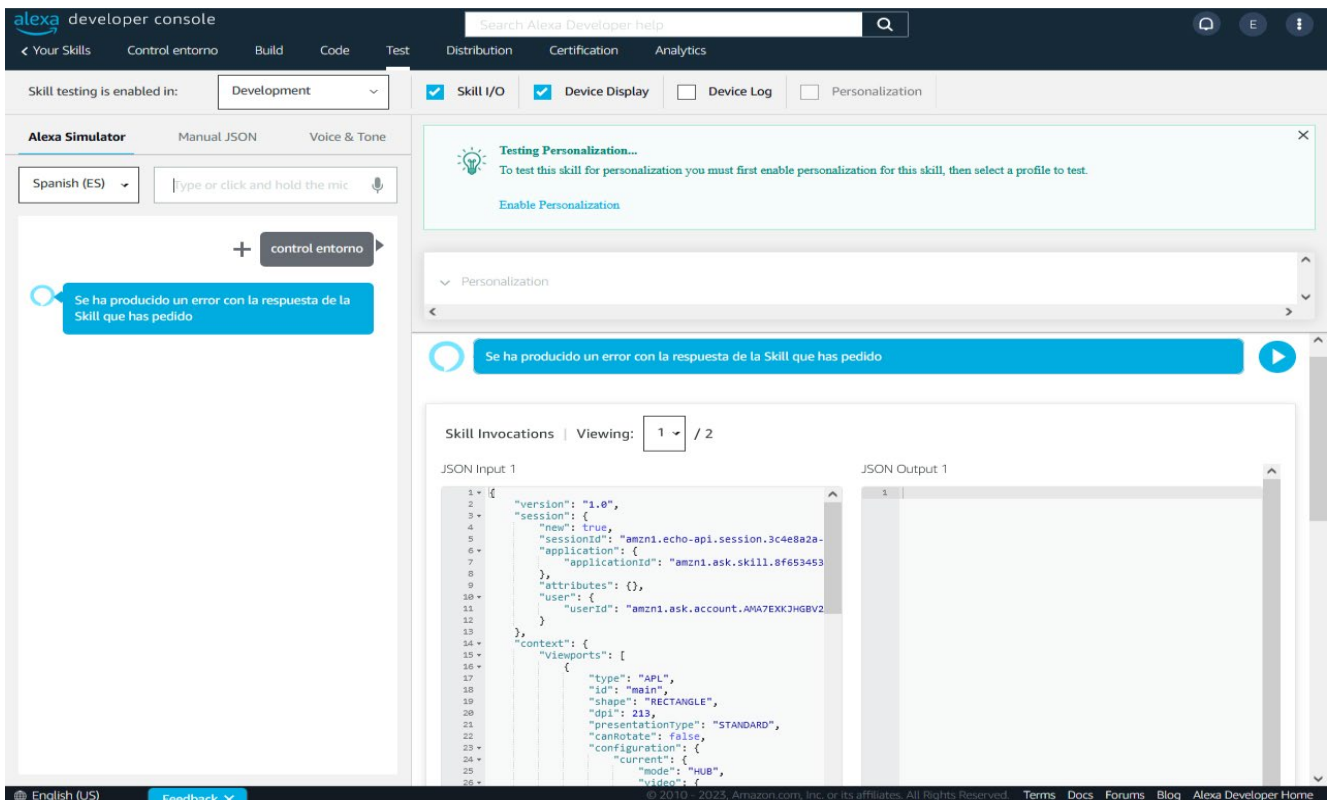 alexa developer console
Search Alexa Developer help
E
Your Skills Control entorno Build Code Test Distribution Certification Analytics
Skill testing is enabled in: Development Skill I/O Device Display Device Log Personalization
Alexa Simulator Manual JSON Voice & Tone
Spanish (ES) Type or click and hold the mic
control entorno
Se ha producido un error con la respuesta de la
Skill que has pedido
Testing Personalization...
To test this skill for personalization you must first enable personalization for this skill, then select a profile to test.
Enable Personalization
Personalization
Se ha producido un error con la respuesta de la Skill que has pedido
Skill Invocations | Viewing: 1 / 2
JSON Input 1
1 {
2 "version": "1.0",
3 "session": {
4 "new": true,
5 "sessionId": "amzn1.echo-api.session.3c4e8a2a-
6 "application": {
7 "applicationId": "amzn1.ask.skill.8f653453
8 },
9 "attributes": {},
10 "user": {
11 "userId": "amzn1.ask.account.AMA7EXKJHGBV2
12 }
13 },
14 "context": {
15 "Viewports": [
16 {
17 "type": "APL",
18 "id": "main",
19 "shape": "RECTANGLE",
20 "dpi": 213,
21 "presentationType": "STANDARD",
22 "canRotate": false,
23 "configuration": {
24 "current": {
25 "mode": "HUB",
26 "video": {
JSON Output 1
1
English (US) Feedback © 2010 - 2023, Amazon.com, Inc. or its affiliates. All Rights Reserved. Terms Docs Forums Blog Alexa Developer Home